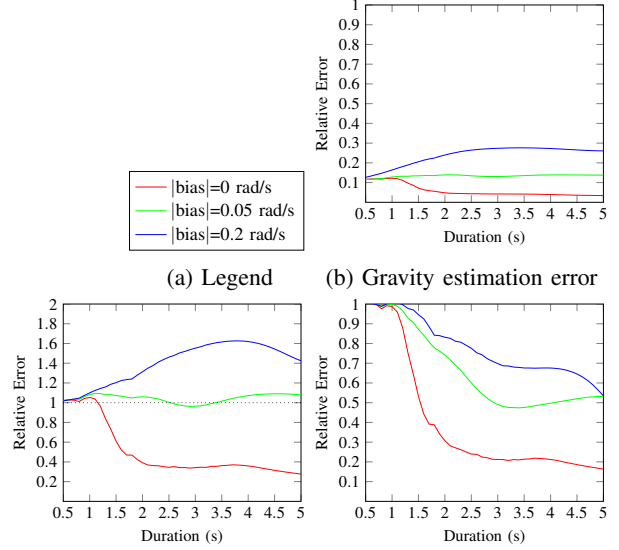 1
0.9
0.8
0.7
0.6
0.5
0.4
0.3
0.2
0.1
Relative Error
0.5 1 1.5 2 2.5 3 3.5 4 4.5 5
Duration (s)
|bias|=0 rad/s
|bias|=0.05 rad/s
|bias|=0.2 rad/s
(a) Legend
(b) Gravity estimation error
2
1.8
1.6
1.4
1.2
1
0.8
0.6
0.4
0.2
Relative Error
0.5 1 1.5 2 2.5 3 3.5 4 4.5 5
Duration (s)
1
0.9
0.8
0.7
0.6
0.5
0.4
0.3
0.2
0.1
Relative Error
0.5 1 1.5 2 2.5 3 3.5 4 4.5 5
Duration (s)